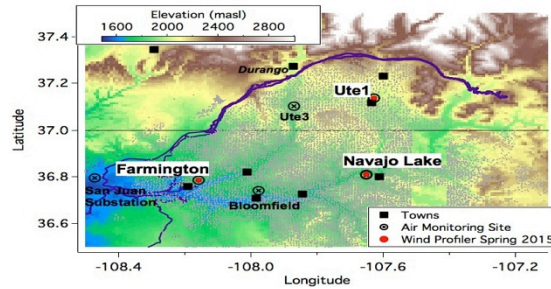 Elevation (masl)
1600 2000 2400 2800
37.4
37.2
37.0
36.8
36.6
Latitude
Durango
Ute1
Ute3
Farmington
Navajo Lake
San Juan
Substation
Bloomfield
Towns
Air Monitoring Site
Wind Profiler Spring 2015
-108.4 -108.0 -107.6 -107.2
Longitude